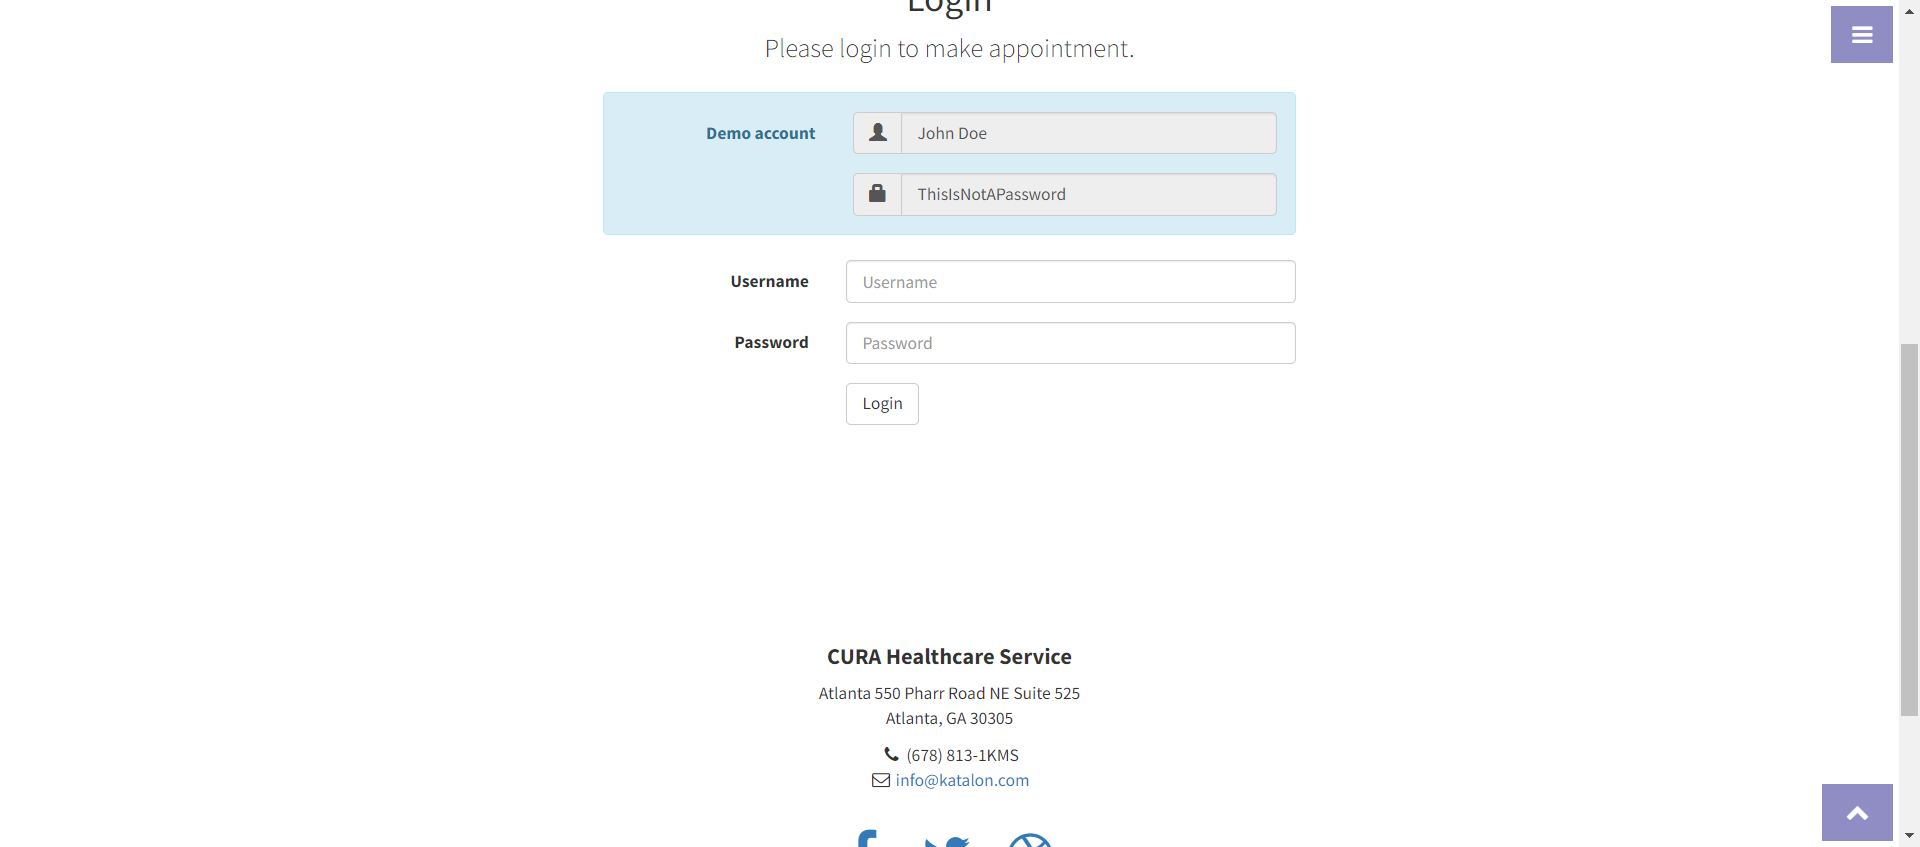 Login
Please login to make appointment.
Demo account
John Doe
ThisIsNotAPassword
Username
Username
Password
Password
Login
CURA Healthcare Service
Atlanta 550 Pharr Road NE Suite 525
Atlanta, GA 30305
(678) 813-1KMS
info@katalon.com